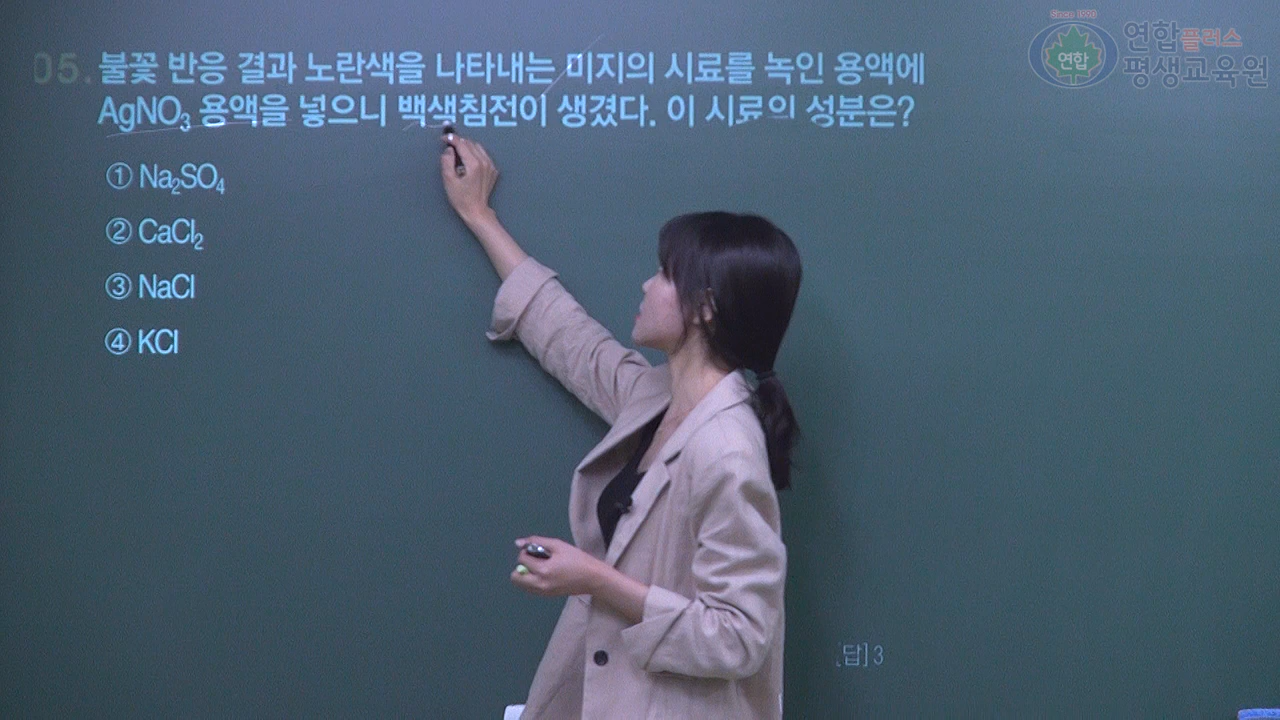 Since 1990
연합
연합플러스
평생교육원
05. 불꽃 반응 결과 노란색을 나타내는 미지의 시료를 녹인 용액에
AgNO₃ 용액을 넣으니 백색침전이 생겼다. 이 시료의 성분은?
① Na₂SO₄
② CaCl₂
③ NaCl
④ KCl
[답] 3